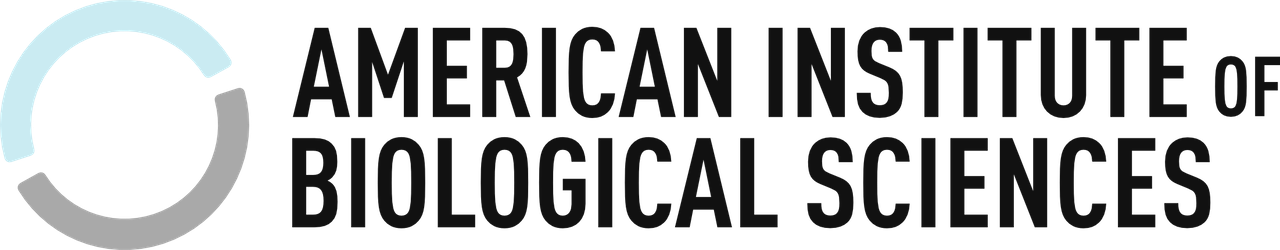 AMERICAN INSTITUTE OF
BIOLOGICAL SCIENCES